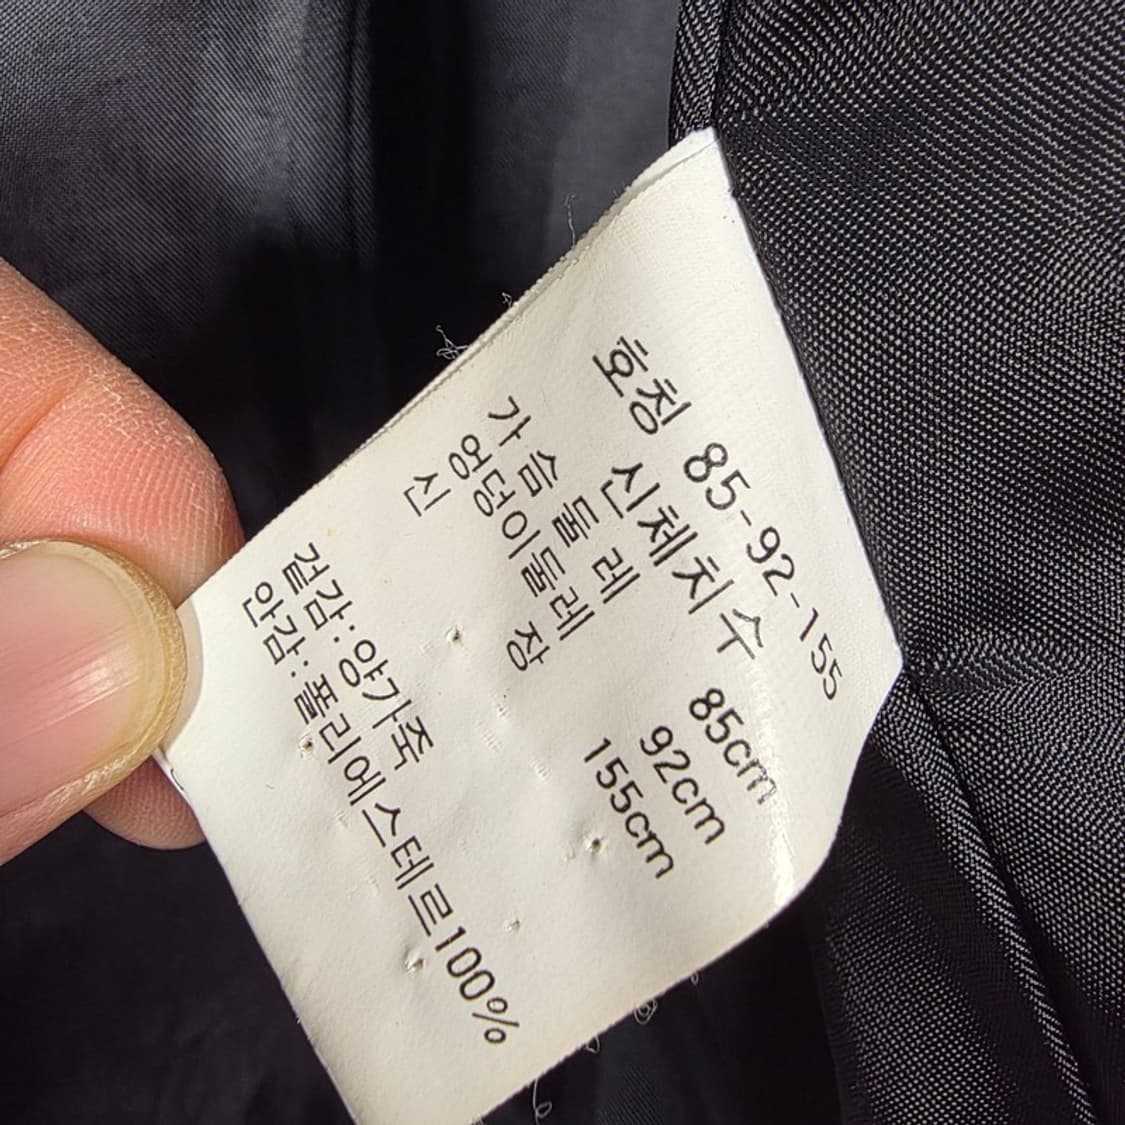 호칭 85-92-155
신체치수
가슴둘레 85cm
엉덩이둘레 92cm
신 장 155cm
겉감:양가죽
안감:폴리에스테르100%